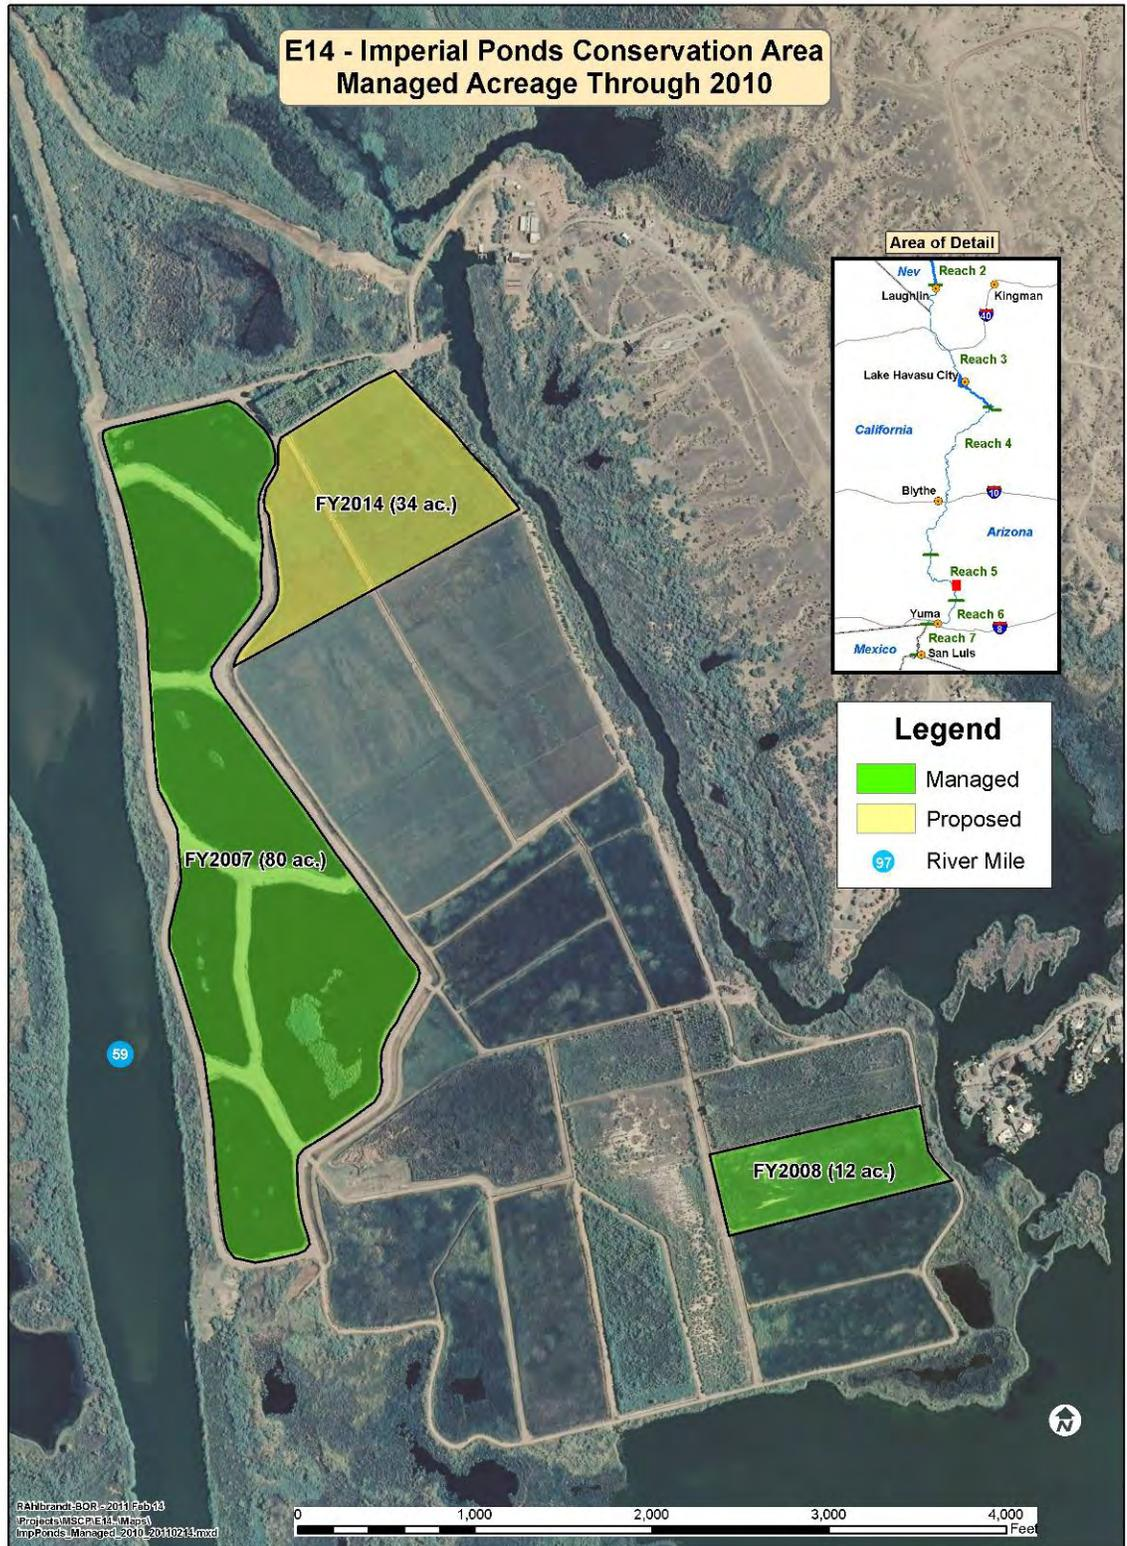 E14 - Imperial Ponds Conservation Area
Managed Acreage Through 2010
Area of Detail
Nev
Reach 2
Laughlin
Kingman
40
Reach 3
Lake Havasu City
California
Reach 4
Blythe
10
Arizona
Reach 5
Yuma
Reach 6
8
Reach 7
Mexico
San Luis
FY2014 (34 ac.)
Legend
Managed
Proposed
97 River Mile
FY2007 (80 ac.)
59
FY2008 (12 ac.)
N
RAhlbrandt-BOR - 2011 Feb 14
\Projects\MSCP\E14_\Maps\
ImpPonds_Managed_2010_20110214.mxd
0 1,000 2,000 3,000 4,000
Feet